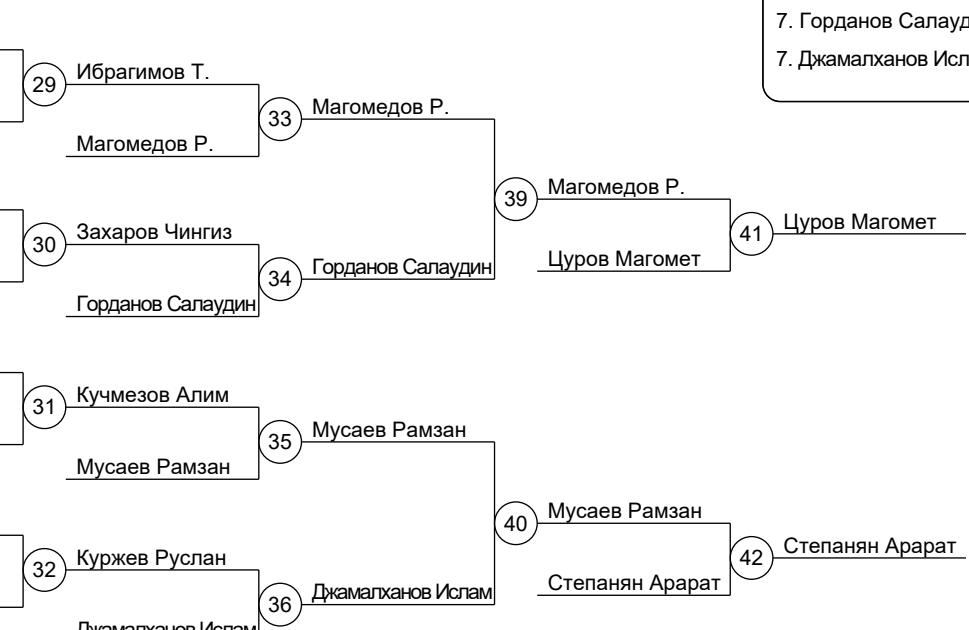 7. Горданов Салауд
7. Джамалханов Исл
29
Ибрагимов Т.
33
Магомедов Р.
Магомедов Р.
39
Магомедов Р.
30
Захаров Чингиз
41
Цуров Магомет
34
Горданов Салаудин
Цуров Магомет
Горданов Салаудин
31
Кучмезов Алим
35
Мусаев Рамзан
Мусаев Рамзан
40
Мусаев Рамзан
32
Куржев Руслан
42
Степанян Арарат
36
Джамалханов Ислам
Степанян Арарат
Джамалханов Ислам